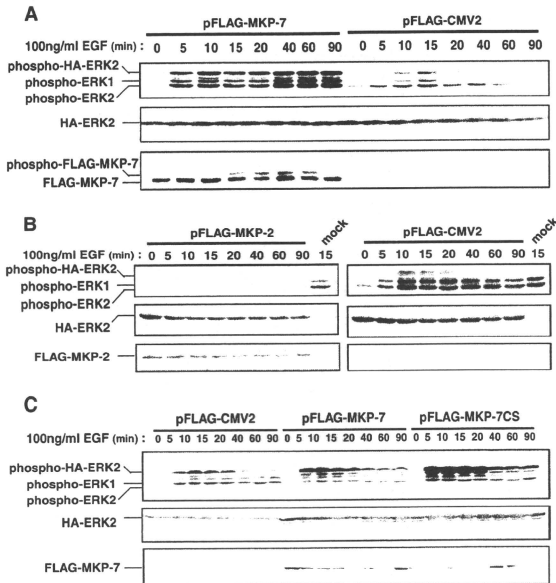 A
pFLAG-MKP-7 pFLAG-CMV2
100ng/ml EGF (min) : 0 5 10 15 20 40 60 90 0 5 10 15 20 40 60 90
phospho-HA-ERK2
phospho-ERK1
phospho-ERK2
HA-ERK2
phospho-FLAG-MKP-7
FLAG-MKP-7
B
pFLAG-MKP-2 mock pFLAG-CMV2 mock
100ng/ml EGF (min) : 0 5 10 15 20 40 60 90 15 0 5 10 15 20 40 60 90 15
phospho-HA-ERK2
phospho-ERK1
phospho-ERK2
HA-ERK2
FLAG-MKP-2
C
pFLAG-CMV2 pFLAG-MKP-7 pFLAG-MKP-7CS
100ng/ml EGF (min) : 0 5 10 15 20 40 60 90 0 5 10 15 20 40 60 90 0 5 10 15 20 40 60 90
phospho-HA-ERK2
phospho-ERK1
phospho-ERK2
HA-ERK2
FLAG-MKP-7